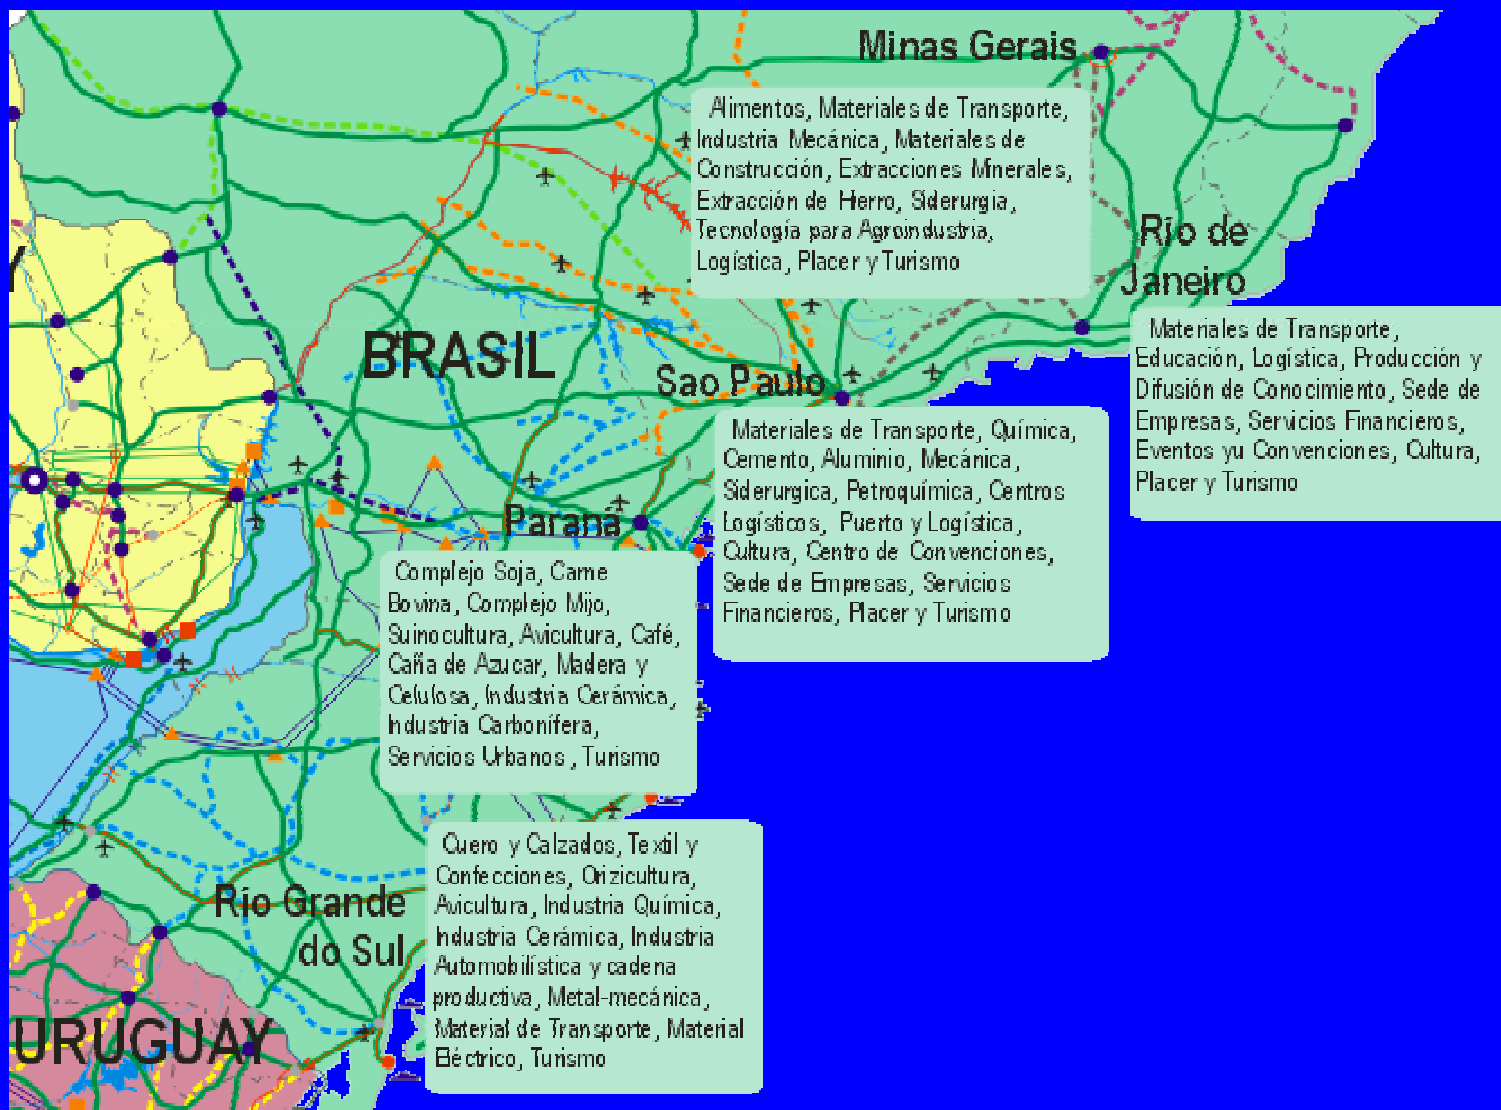 Minas Gerais
Alimentos, Materiales de Transporte,
Industria Mecánica, Materiales de
Construcción, Extracciones Minerales,
Extracción de Hierro, Siderurgia,
Tecnología para Agroindustria,
Logística, Placer y Turismo
Río de
Janeiro
Materiales de Transporte,
Educación, Logística, Producción y
Difusión de Conocimiento, Sede de
Empresas, Servicios Financieros,
Eventos yu Convenciones, Cultura,
Placer y Turismo
Y
BRASIL
Sao Paulo
Materiales de Transporte, Química,
Cemento, Aluminio, Mecánica,
Siderurgica, Petroquímica, Centros
Logísticos, Puerto y Logística,
Cultura, Centro de Convenciones,
Sede de Empresas, Servicios
Financieros, Placer y Turismo
Paraná
Complejo Soja, Carne
Bovina, Complejo Mijo,
Suinocultura, Avicultura, Café,
Caña de Azucar, Madera y
Celulosa, Industria Cerámica,
Industria Carbonífera,
Servicios Urbanos , Turismo
Río Grande
do Sul
Cuero y Calzados, Textil y
Confecciones, Orizicultura,
Avicultura, Industria Química,
Industria Cerámica, Industria
Automobilística y cadena
productiva, Metal-mecánica,
Material de Transporte, Material
Eléctrico, Turismo
URUGUAY